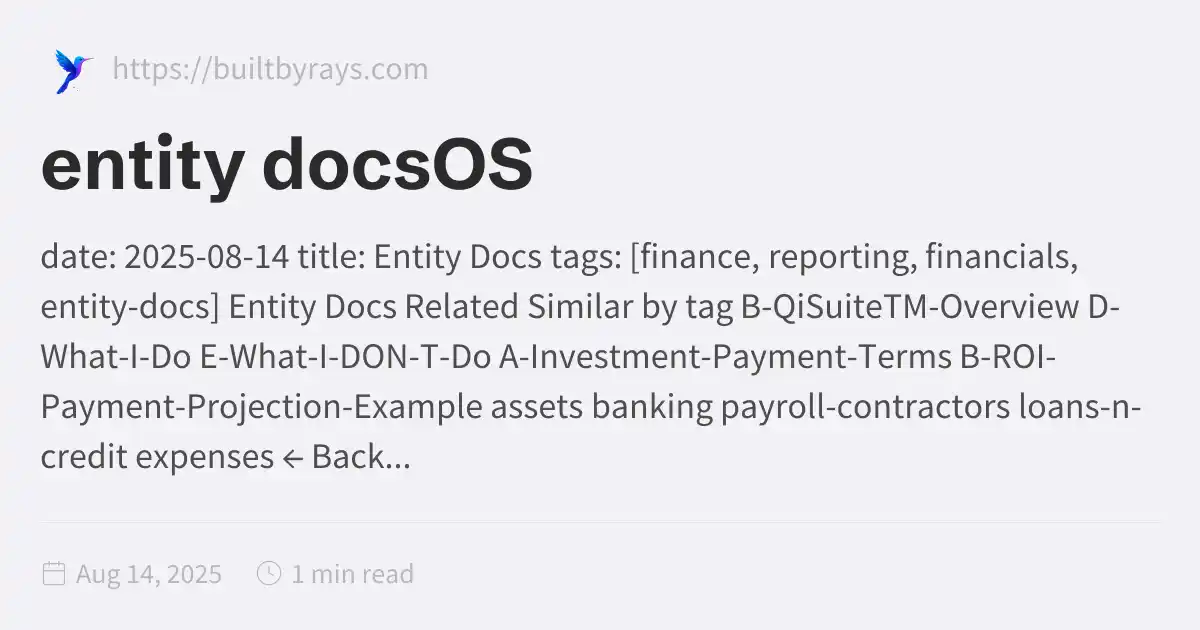 https://builtbyrays.com
entity docsOS
date: 2025-08-14 title: Entity Docs tags: [finance, reporting, financials,
entity-docs] Entity Docs Related Similar by tag B-QiSuiteTM-Overview D-
What-I-Do E-What-I-DON-T-Do A-Investment-Payment-Terms B-ROI-
Payment-Projection-Example assets banking payroll-contractors loans-n-
credit expenses ← Back...
Aug 14, 2025 1 min read